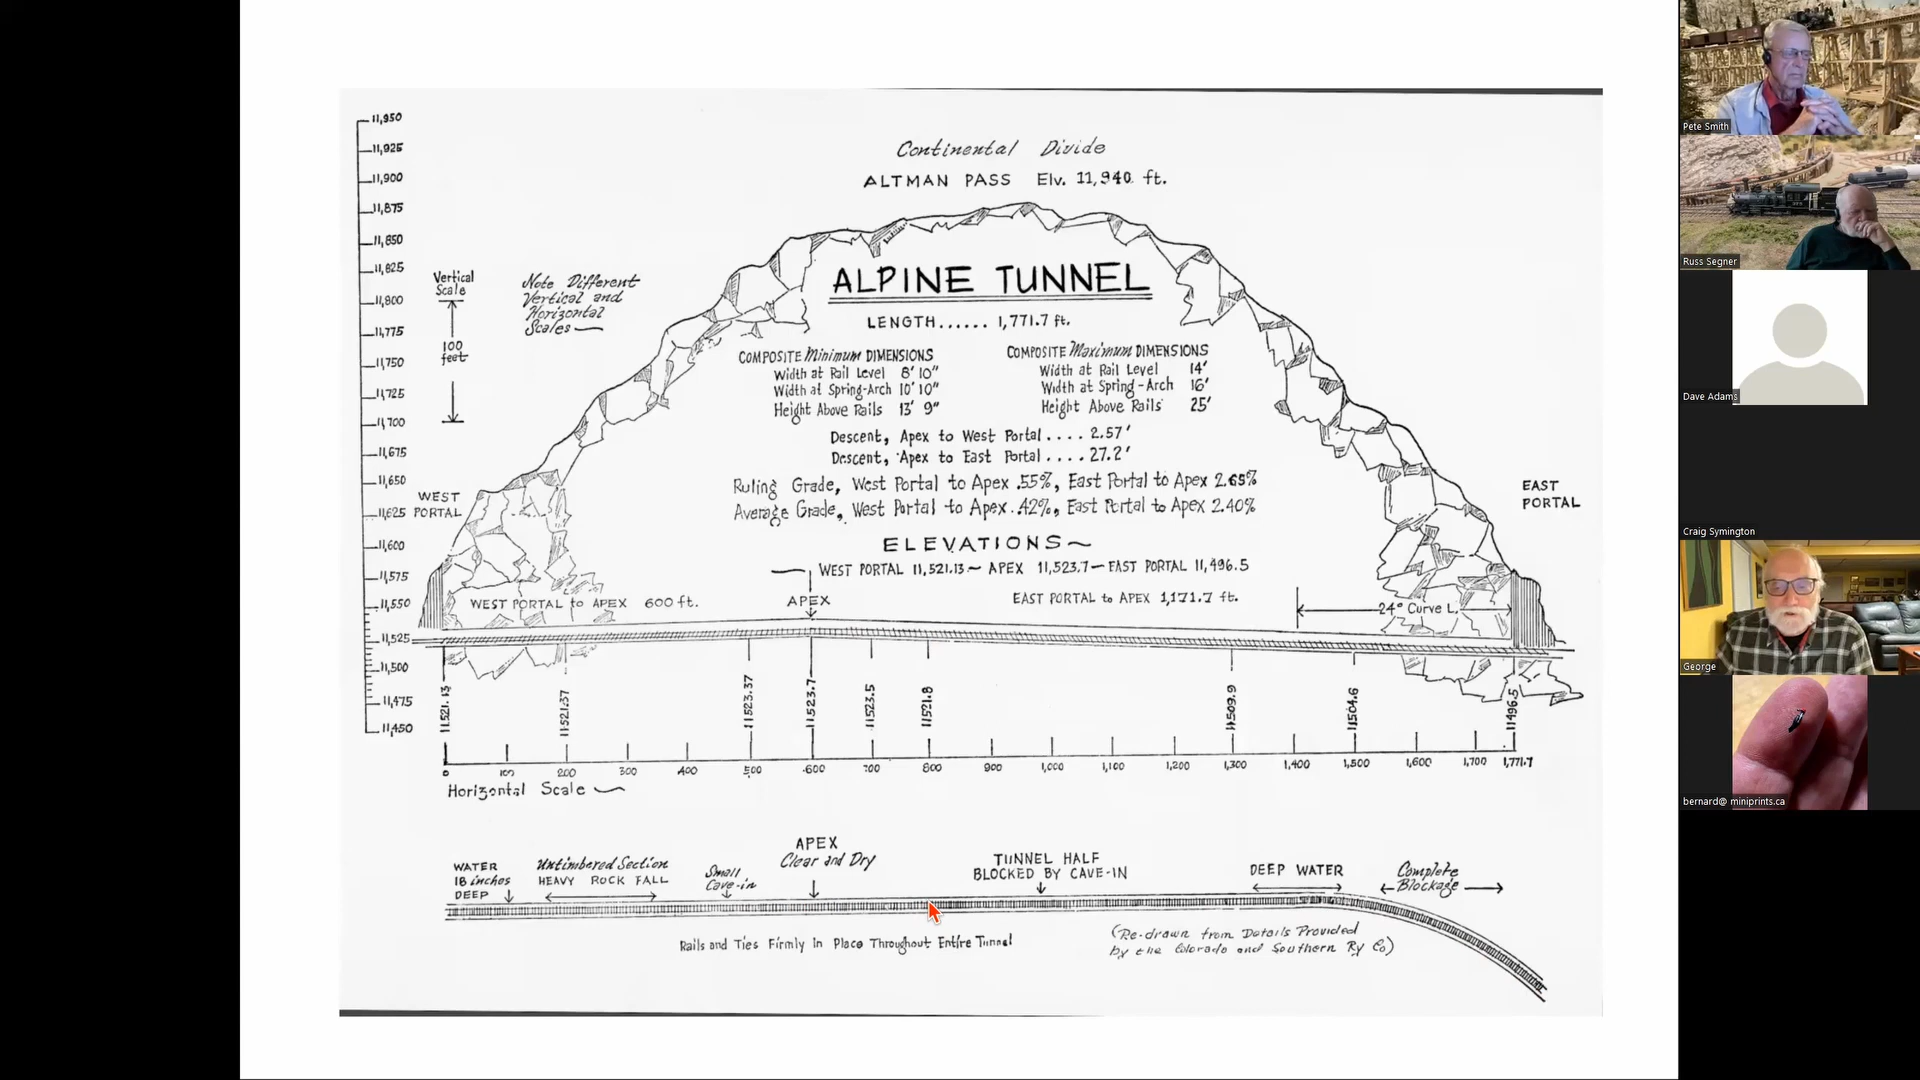 Continental Divide
ALTMAN PASS Elv. 11,940. ft.
11,950
11,925
11,900
11,875
11,850
11,825
11,800
11,775
11,750
11,725
11,700
11,675
11,650
11,625
11,600
11,575
11,550
11,525
11,500
11,475
11,450
Vertical
Scale
100
feet
Note Different
Vertical and
Horizontal
Scales
ALPINE TUNNEL
LENGTH...... 1,771.7 ft.
COMPOSITE Minimum DIMENSIONS
Width at Rail Level 8' 10"
Width at Spring-Arch 10' 10"
Height Above Rails 13' 9"
COMPOSITE Maximum DIMENSIONS
Width at Rail Level 14'
Width at Spring-Arch 16'
Height Above Rails 25'
Descent, Apex to West Portal .... 2.57'
Descent, Apex to East Portal .... 27.2'
Ruling Grade, West Portal to Apex .55%, East Portal to Apex 2.65%
Average Grade, West Portal to Apex .42%, East Portal to Apex 2.40%
WEST
PORTAL
EAST
PORTAL
ELEVATIONS~
WEST PORTAL 11,521.13~ APEX 11,523.7— EAST PORTAL 11,496.5
WEST PORTAL to APEX 600 ft.
APEX
EAST PORTAL to APEX 1,171.7 ft.
24° Curve L.
11521.13
11521.37
11523.37
11523.7
11523.5
11521.8
11509.9
11504.6
11496.5
0 100 200 300 400 500 600 700 800 900 1,000 1,100 1,200 1,300 1,400 1,500 1,600 1,700 1,771.7
Horizontal Scale
WATER
18 inches
DEEP
Untimbered Section
HEAVY ROCK FALL
Small
Cave-in
APEX
Clear and Dry
TUNNEL HALF
BLOCKED BY CAVE-IN
DEEP WATER
Complete
Blockage
Rails and Ties Firmly In Place Throughout Entire Tunnel
(Re-drawn from Details Provided
by the Colorado and Southern Ry Co)
Pete Smith
Russ Segner
Dave Adams
Craig Symington
George
bernard@ miniprints.ca